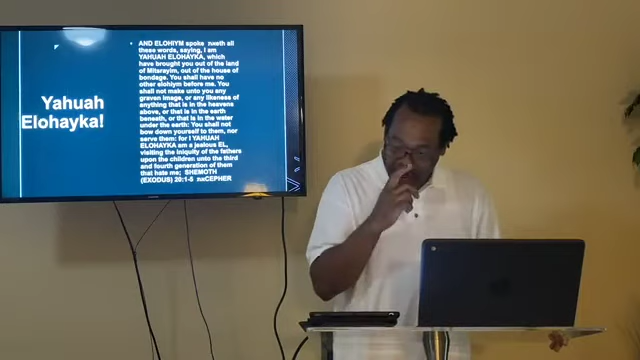 Yahuah
Elohayka!
AND ELOHIYM spoke את eth all
these words, saying, I am
YAHUAH ELOHAYKA, which
have brought you out of the land
of Mitsrayim, out of the house of
bondage. You shall have no
other elohiym before me. You
shall not make unto you any
graven image, or any likeness of
anything that is in the heavens
above, or that is in the earth
beneath, or that is in the water
under the earth: You shall not
bow down yourself to them, nor
serve them: for I YAHUAH
ELOHAYKA am a jealous EL,
visiting the iniquity of the fathers
upon the children unto the third
and fourth generation of them
that hate me; SHEMOTH
(EXODUS) 20:1-5 את CEPHER